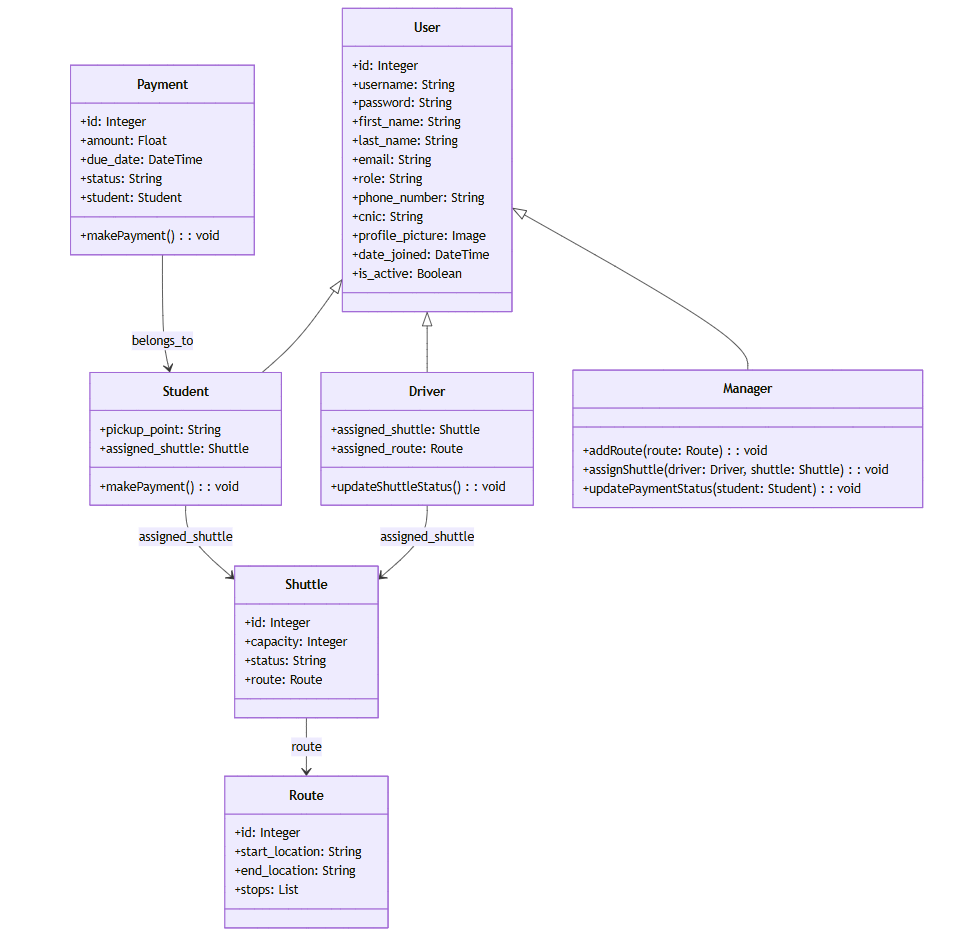 User
+id: Integer
+username: String
+password: String
+first_name: String
+last_name: String
+email: String
+role: String
+phone_number: String
+cnic: String
+profile_picture: Image
+date_joined: DateTime
+is_active: Boolean
Payment
+id: Integer
+amount: Float
+due_date: DateTime
+status: String
+student: Student
+makePayment() : : void
belongs_to
Student
+pickup_point: String
+assigned_shuttle: Shuttle
+makePayment() : : void
Driver
+assigned_shuttle: Shuttle
+assigned_route: Route
+updateShuttleStatus() : : void
Manager
+addRoute(route: Route) : : void
+assignShuttle(driver: Driver, shuttle: Shuttle) : : void
+updatePaymentStatus(student: Student) : : void
assigned_shuttle
assigned_shuttle
Shuttle
+id: Integer
+capacity: Integer
+status: String
+route: Route
route
Route
+id: Integer
+start_location: String
+end_location: String
+stops: List